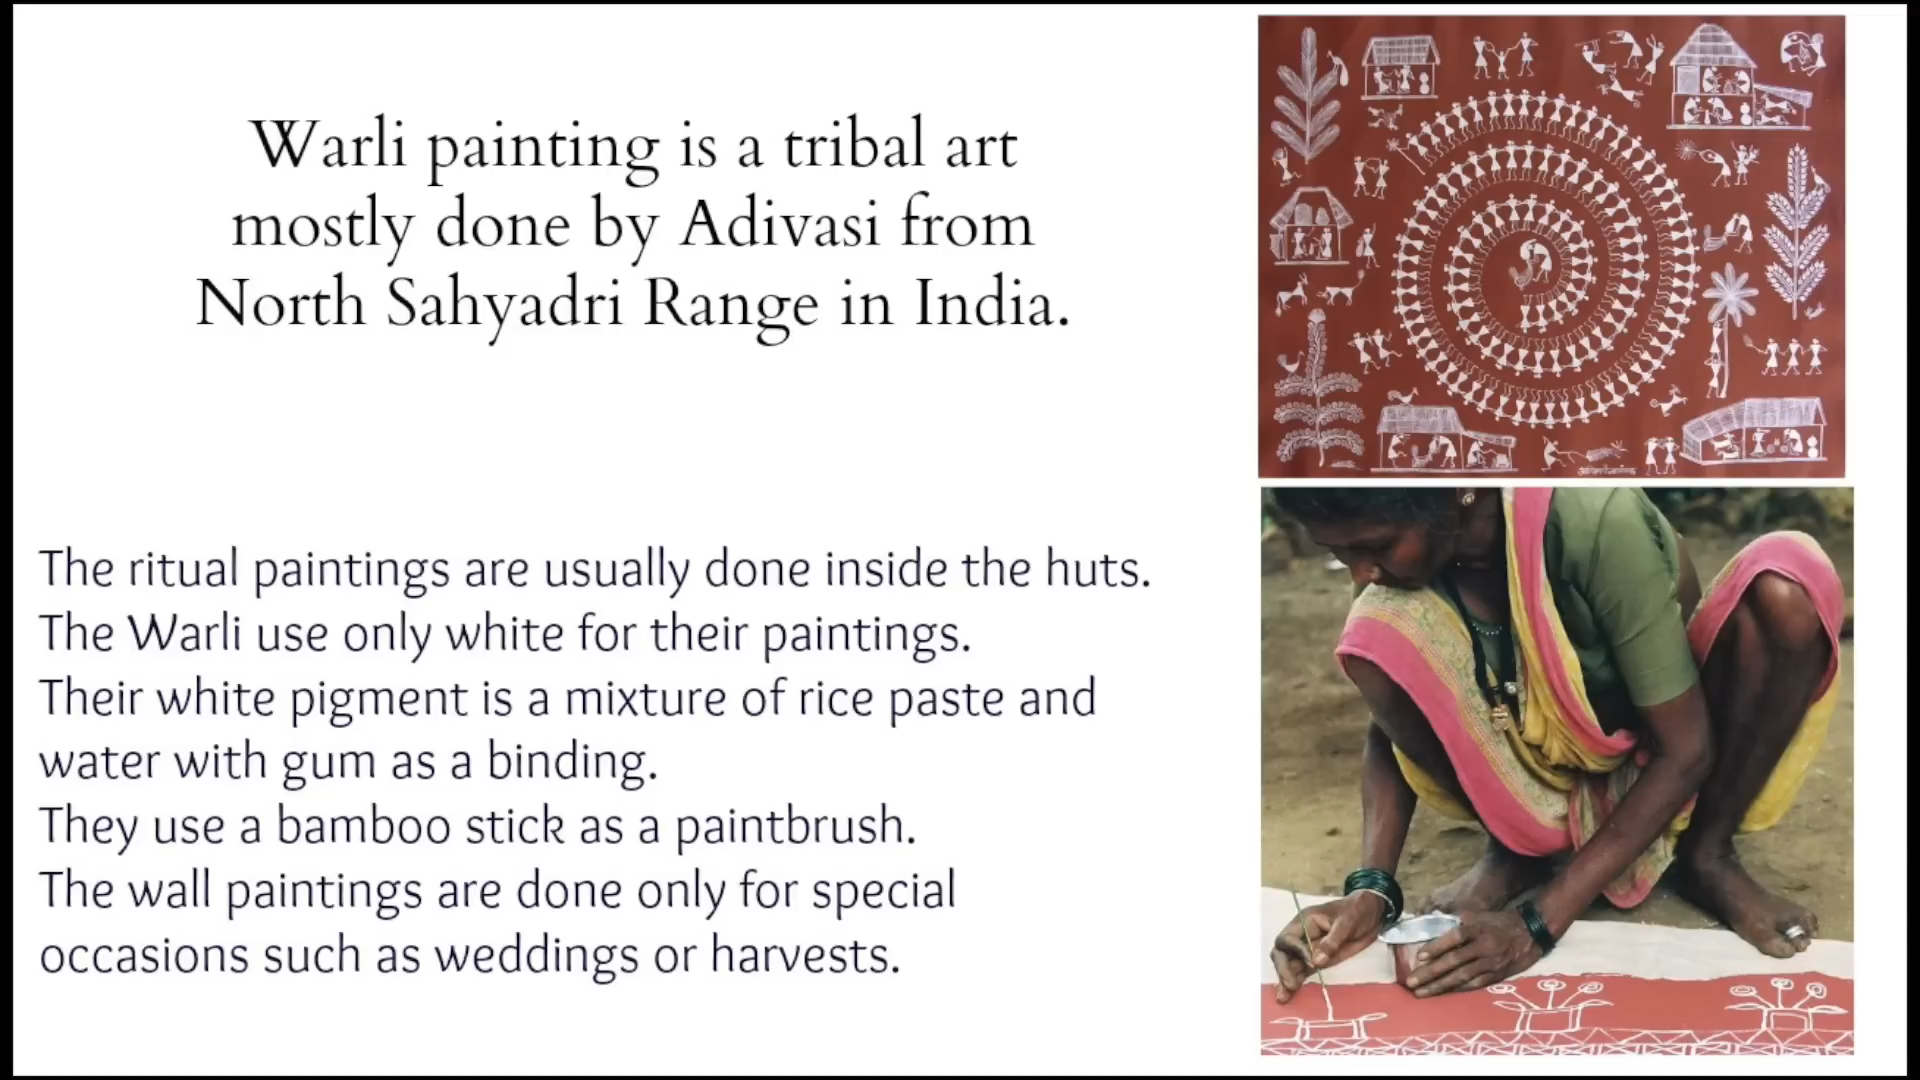 Warli painting is a tribal art
mostly done by Adivasi from
North Sahyadri Range in India.
The ritual paintings are usually done inside the huts.
The Warli use only white for their paintings.
Their white pigment is a mixture of rice paste and
water with gum as a binding.
They use a bamboo stick as a paintbrush.
The wall paintings are done only for special
occasions such as weddings or harvests.